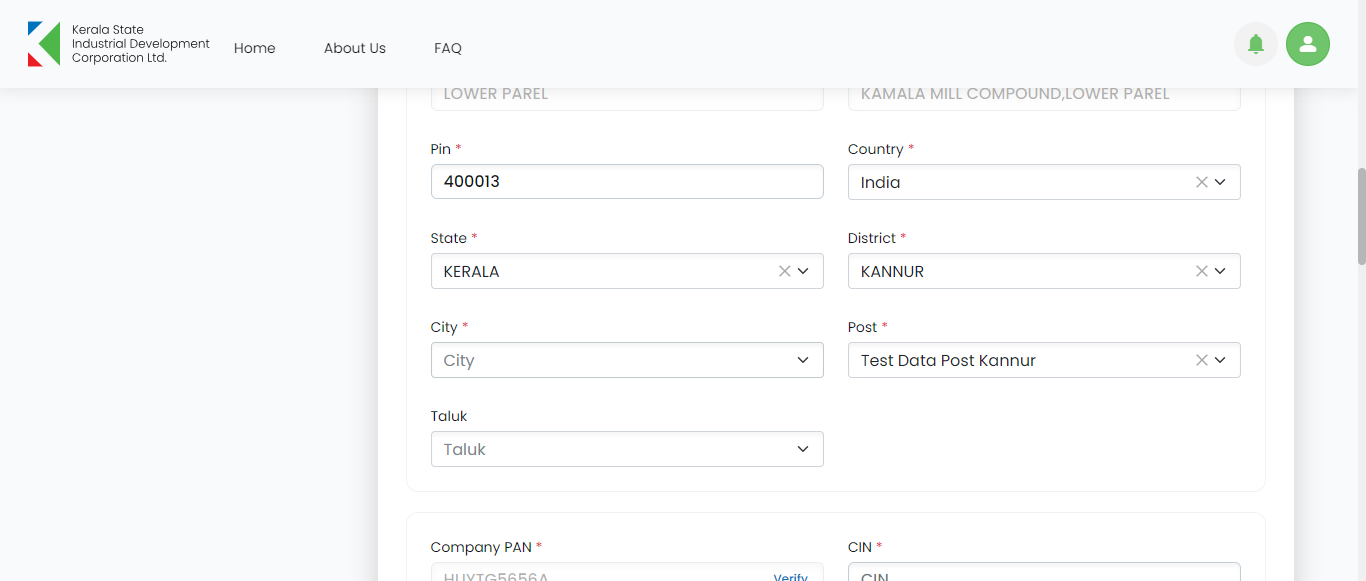 Kerala State
Industrial Development
Corporation Ltd.
Home About Us FAQ
LOWER PAREL KAMALA MILL COMPOUND,LOWER PAREL
Pin * Country *
400013 India
State * District *
KERALA KANNUR
City * Post *
City Test Data Post Kannur
Taluk
Taluk
Company PAN * CIN *
HUYTG5656A Verify CIN